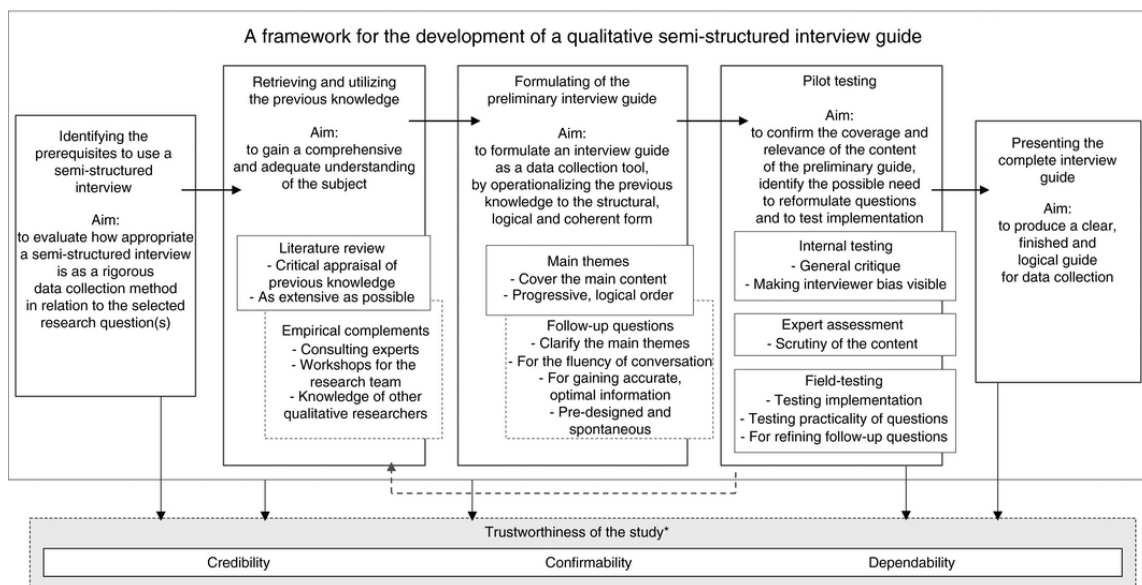 A framework for the development of a qualitative semi-structured interview guide
Identifying the
prerequisites to use a
semi-structured
interview
Aim:
to evaluate how appropriate
a semi-structured interview
is as a rigorous
data collection method
in relation to the selected
research question(s)
Retrieving and utilizing
the previous knowledge
Aim:
to gain a comprehensive
and adequate understanding
of the subject
Literature review
- Critical appraisal of
previous knowledge
- As extensive as possible
Empirical complements
- Consulting experts
- Workshops for the
research team
- Knowledge of other
qualitative researchers
Formulating of the
preliminary interview guide
Aim:
to formulate an interview guide
as a data collection tool,
by operationalizing the previous
knowledge to the structural,
logical and coherent form
Main themes
- Cover the main content
- Progressive, logical order
Follow-up questions
- Clarify the main themes
- For the fluency of conversation
- For gaining accurate,
optimal information
- Pre-designed and
spontaneous
Pilot testing
Aim:
to confirm the coverage and
relevance of the content
of the preliminary guide,
identify the possible need
to reformulate questions
and to test implementation
Internal testing
- General critique
- Making interviewer bias visible
Expert assessment
- Scrutiny of the content
Field-testing
- Testing implementation
- Testing practicality of questions
- For refining follow-up questions
Presenting the
complete interview
guide
Aim:
to produce a clear,
finished and
logical guide
for data collection
Trustworthiness of the study*
Credibility
Confirmability
Dependability